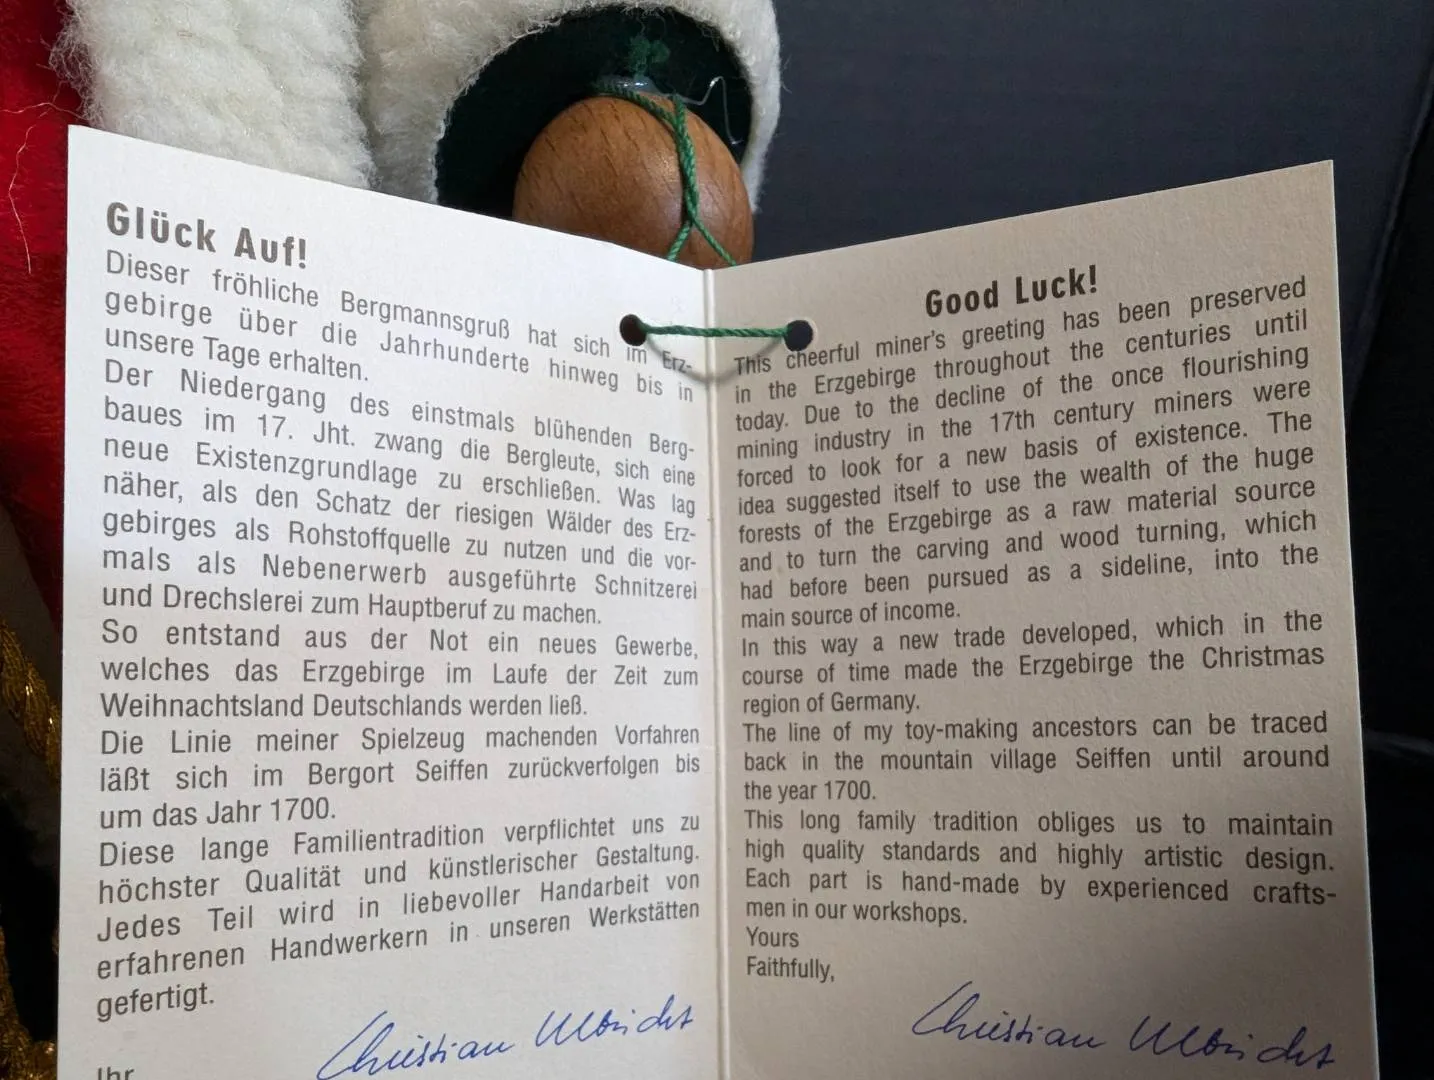 Glück Auf!
Dieser fröhliche Bergmannsgruß hat sich im Erz-
gebirge über die Jahrhunderte hinweg bis in
unsere Tage erhalten.
Der Niedergang des einstmals blühenden Berg-
baues im 17. Jht. zwang die Bergleute, sich eine
neue Existenzgrundlage zu erschließen. Was lag
näher, als den Schatz der riesigen Wälder des Erz-
gebirges als Rohstoffquelle zu nutzen und die vor-
mals als Nebenerwerb ausgeführte Schnitzerei
und Drechslerei zum Hauptberuf zu machen.
So entstand aus der Not ein neues Gewerbe,
welches das Erzgebirge im Laufe der Zeit zum
Weihnachtsland Deutschlands werden ließ.
Die Linie meiner Spielzeug machenden Vorfahren
läßt sich im Bergort Seiffen zurückverfolgen bis
um das Jahr 1700.
Diese lange Familientradition verpflichtet uns zu
höchster Qualität und künstlerischer Gestaltung.
Jedes Teil wird in liebevoller Handarbeit von
erfahrenen Handwerkern in unseren Werkstätten
gefertigt.
Ihr
Christian Ulbricht
Good Luck!
This cheerful miner's greeting has been preserved
in the Erzgebirge throughout the centuries until
today. Due to the decline of the once flourishing
mining industry in the 17th century miners were
forced to look for a new basis of existence. The
idea suggested itself to use the wealth of the huge
forests of the Erzgebirge as a raw material source
and to turn the carving and wood turning, which
had before been pursued as a sideline, into the
main source of income.
In this way a new trade developed, which in the
course of time made the Erzgebirge the Christmas
region of Germany.
The line of my toy-making ancestors can be traced
back in the mountain village Seiffen until around
the year 1700.
This long family tradition obliges us to maintain
high quality standards and highly artistic design.
Each part is hand-made by experienced crafts-
men in our workshops.
Yours
Faithfully,
Christian Ulbricht